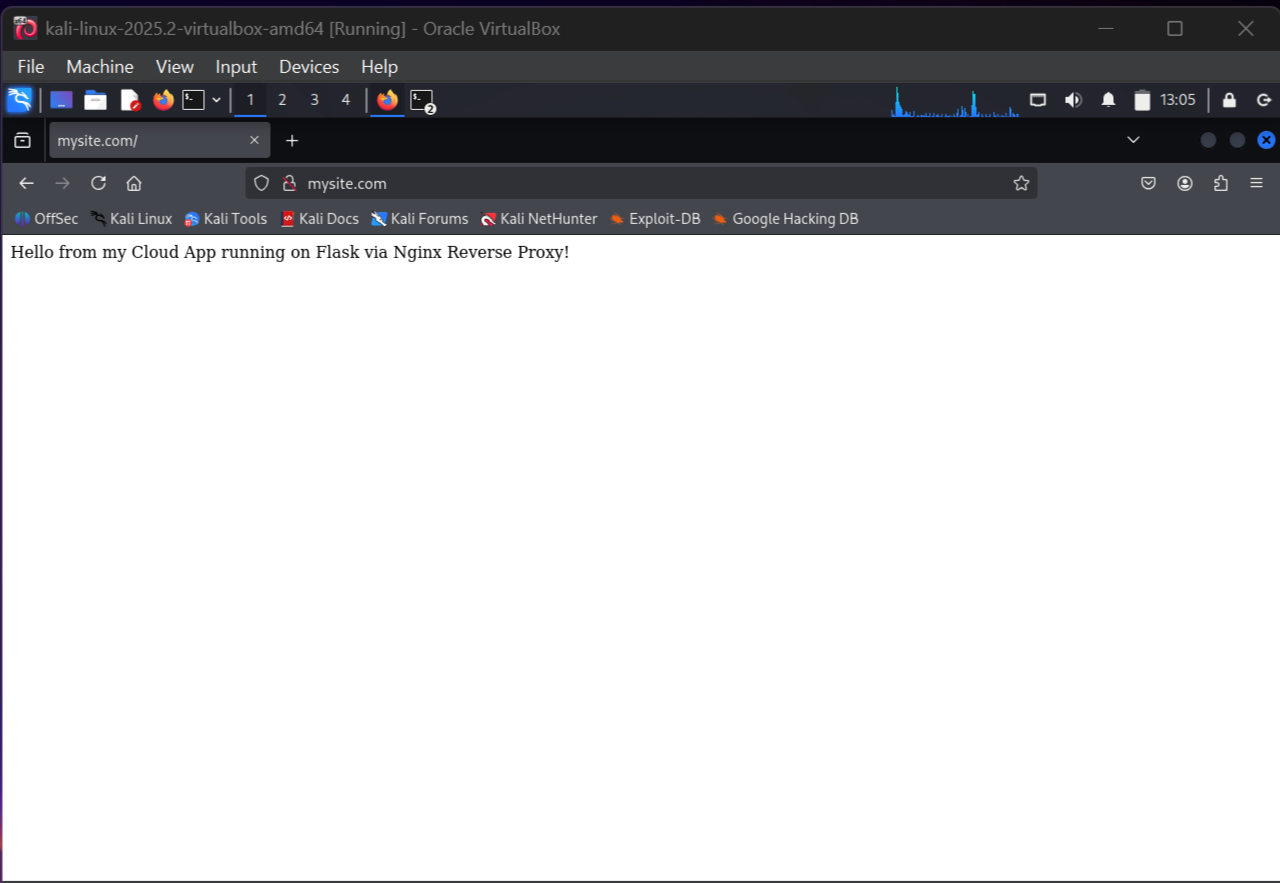 kali-linux-2025.2-virtualbox-amd64 [Running] - Oracle VirtualBox
File Machine View Input Devices Help
1 2 3 4 2 13:05
mysite.com/
mysite.com
OffSec Kali Linux Kali Tools Kali Docs Kali Forums Kali NetHunter Exploit-DB Google Hacking DB
Hello from my Cloud App running on Flask via Nginx Reverse Proxy!